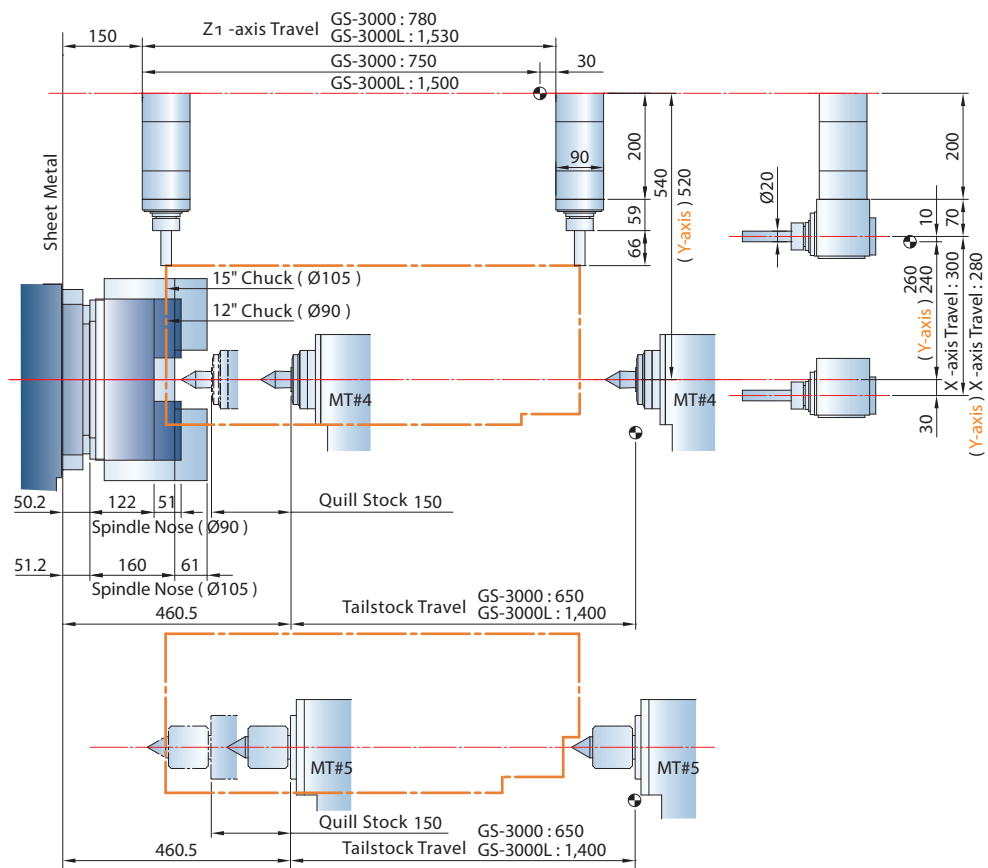 150
Z1 -axis Travel
GS-3000 : 780
GS-3000L : 1,530
GS-3000 : 750
GS-3000L : 1,500
30
Sheet Metal
200
90
59
66
540
( Y-axis ) 520
Ø20
200
10
70
260
( Y-axis ) 240
X -axis Travel : 300
( Y-axis ) X -axis Travel : 280
30
15" Chuck ( Ø105 )
12" Chuck ( Ø90 )
MT#4
MT#4
50.2
122
51
Quill Stock 150
Spindle Nose ( Ø90 )
51.2
160
61
Spindle Nose ( Ø105 )
460.5
Tailstock Travel
GS-3000 : 650
GS-3000L : 1,400
MT#5
MT#5
Quill Stock 150
460.5
Tailstock Travel
GS-3000 : 650
GS-3000L : 1,400